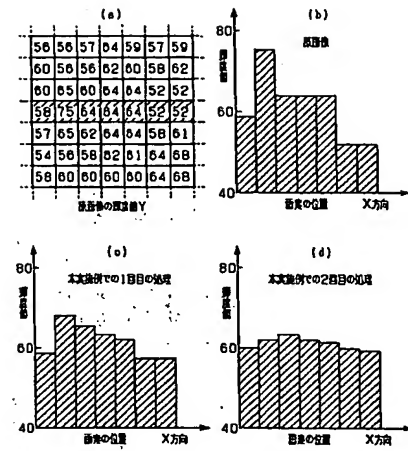 (a)
56 56 57 64 59 57 59
60 56 56 62 60 58 62
60 65 60 64 64 52 52
58 75 64 64 64 52 52
57 65 62 64 64 58 61
54 56 58 62 61 64 68
58 60 60 60 60 64 68
原画像の輝度値Y
(b)
原画像
輝度値
80
60
40
画素の位置 X方向
(c)
本実施例での1回目の処理
輝度値
80
60
40
画素の位置 X方向
(d)
本実施例での2回目の処理
輝度値
80
60
40
画素の位置 X方向